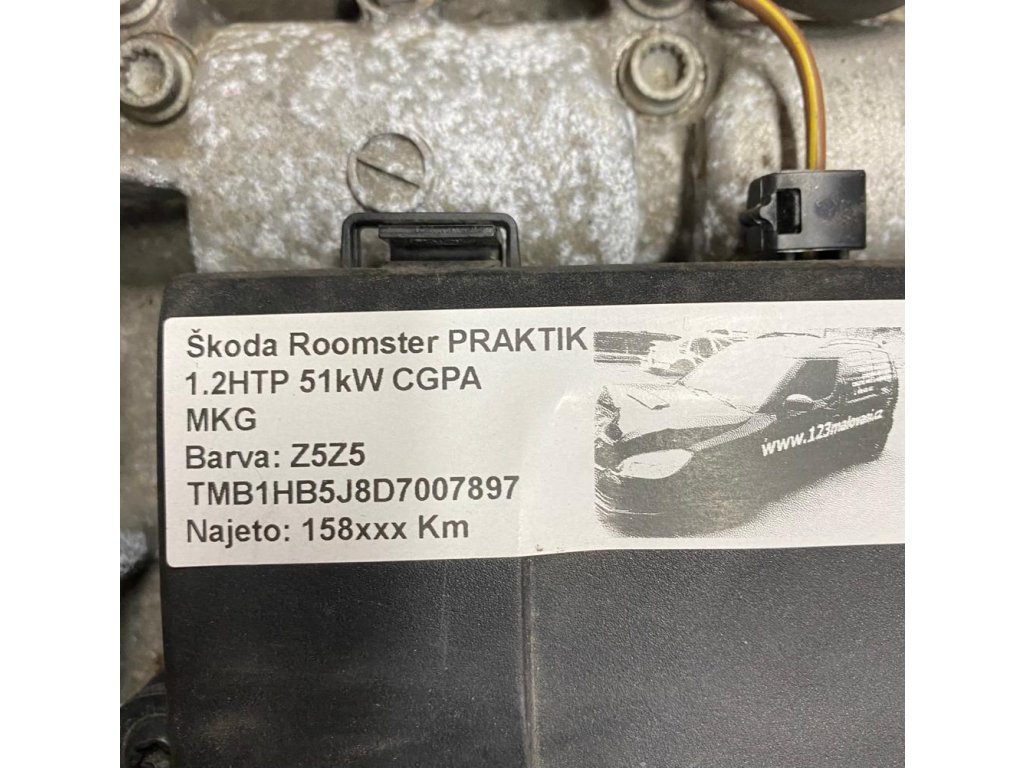 Škoda Roomster PRAKTIK
1.2HTP 51kW CGPA
MKG
Barva: Z5Z5
TMB1HB5J8D7007897
Najeto: 158xxx Km
www.123malovani.cz